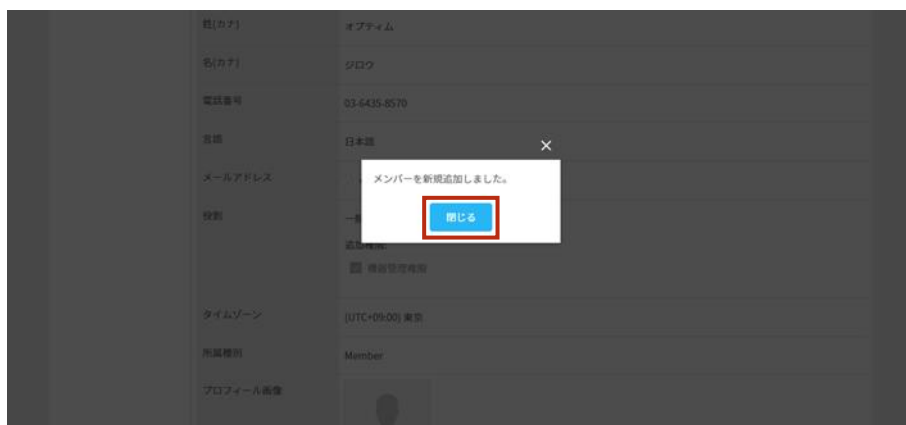 姓(カナ) オプティム
名(カナ) ジロウ
電話番号 03-6435-8570
言語 日本語
×
メールアドレス
メンバーを新規追加しました。
役割
閉じる
追加権限:
機器管理権限
タイムゾーン (UTC+09:00) 東京
所属種別 Member
プロフィール画像